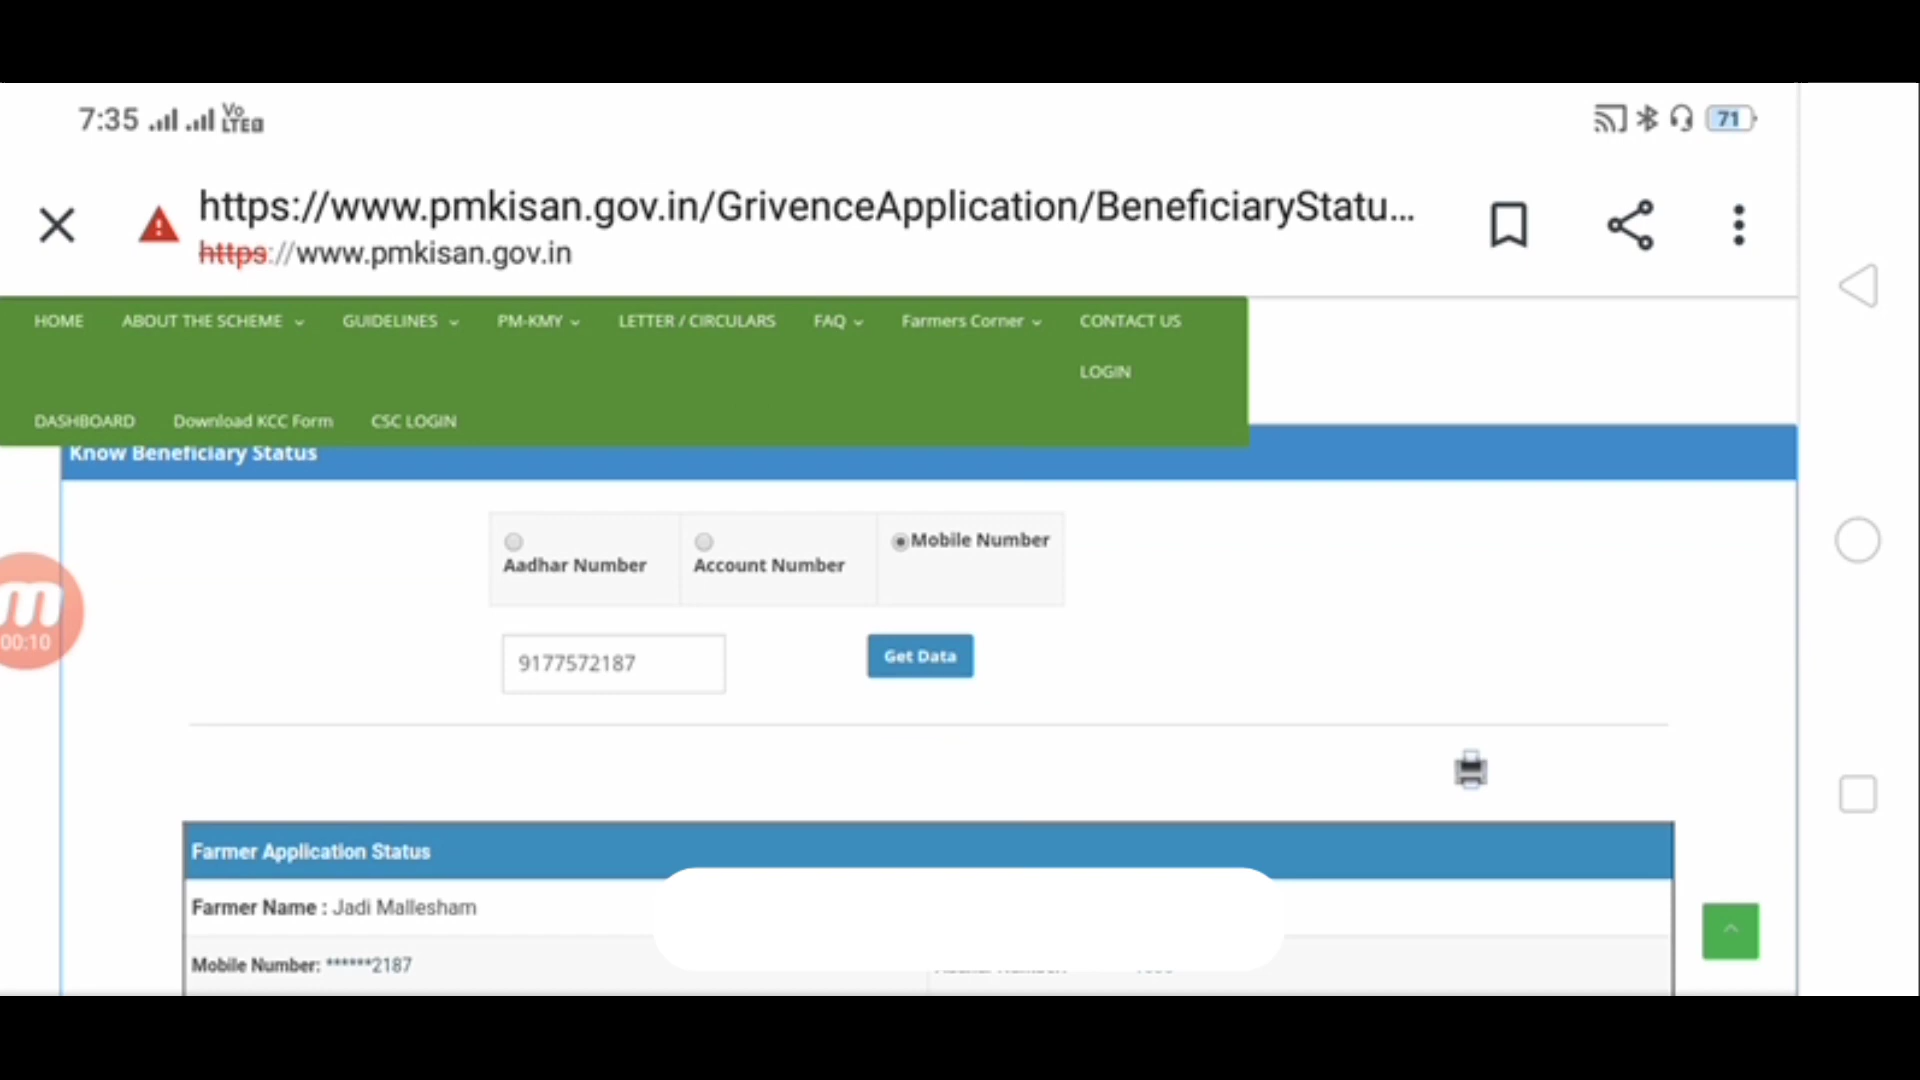 7:35 Vo LTE
71
https://www.pmkisan.gov.in/GrivenceApplication/BeneficiaryStatu...
https://www.pmkisan.gov.in
HOME ABOUT THE SCHEME GUIDELINES PM-KMY LETTER / CIRCULARS FAQ Farmers Corner CONTACT US
LOGIN
DASHBOARD Download KCC Form CSC LOGIN
Know Beneficiary Status
Aadhar Number Account Number Mobile Number
9177572187 Get Data
00:10
Farmer Application Status
Farmer Name : Jadi Mallesham
Mobile Number: ******2187